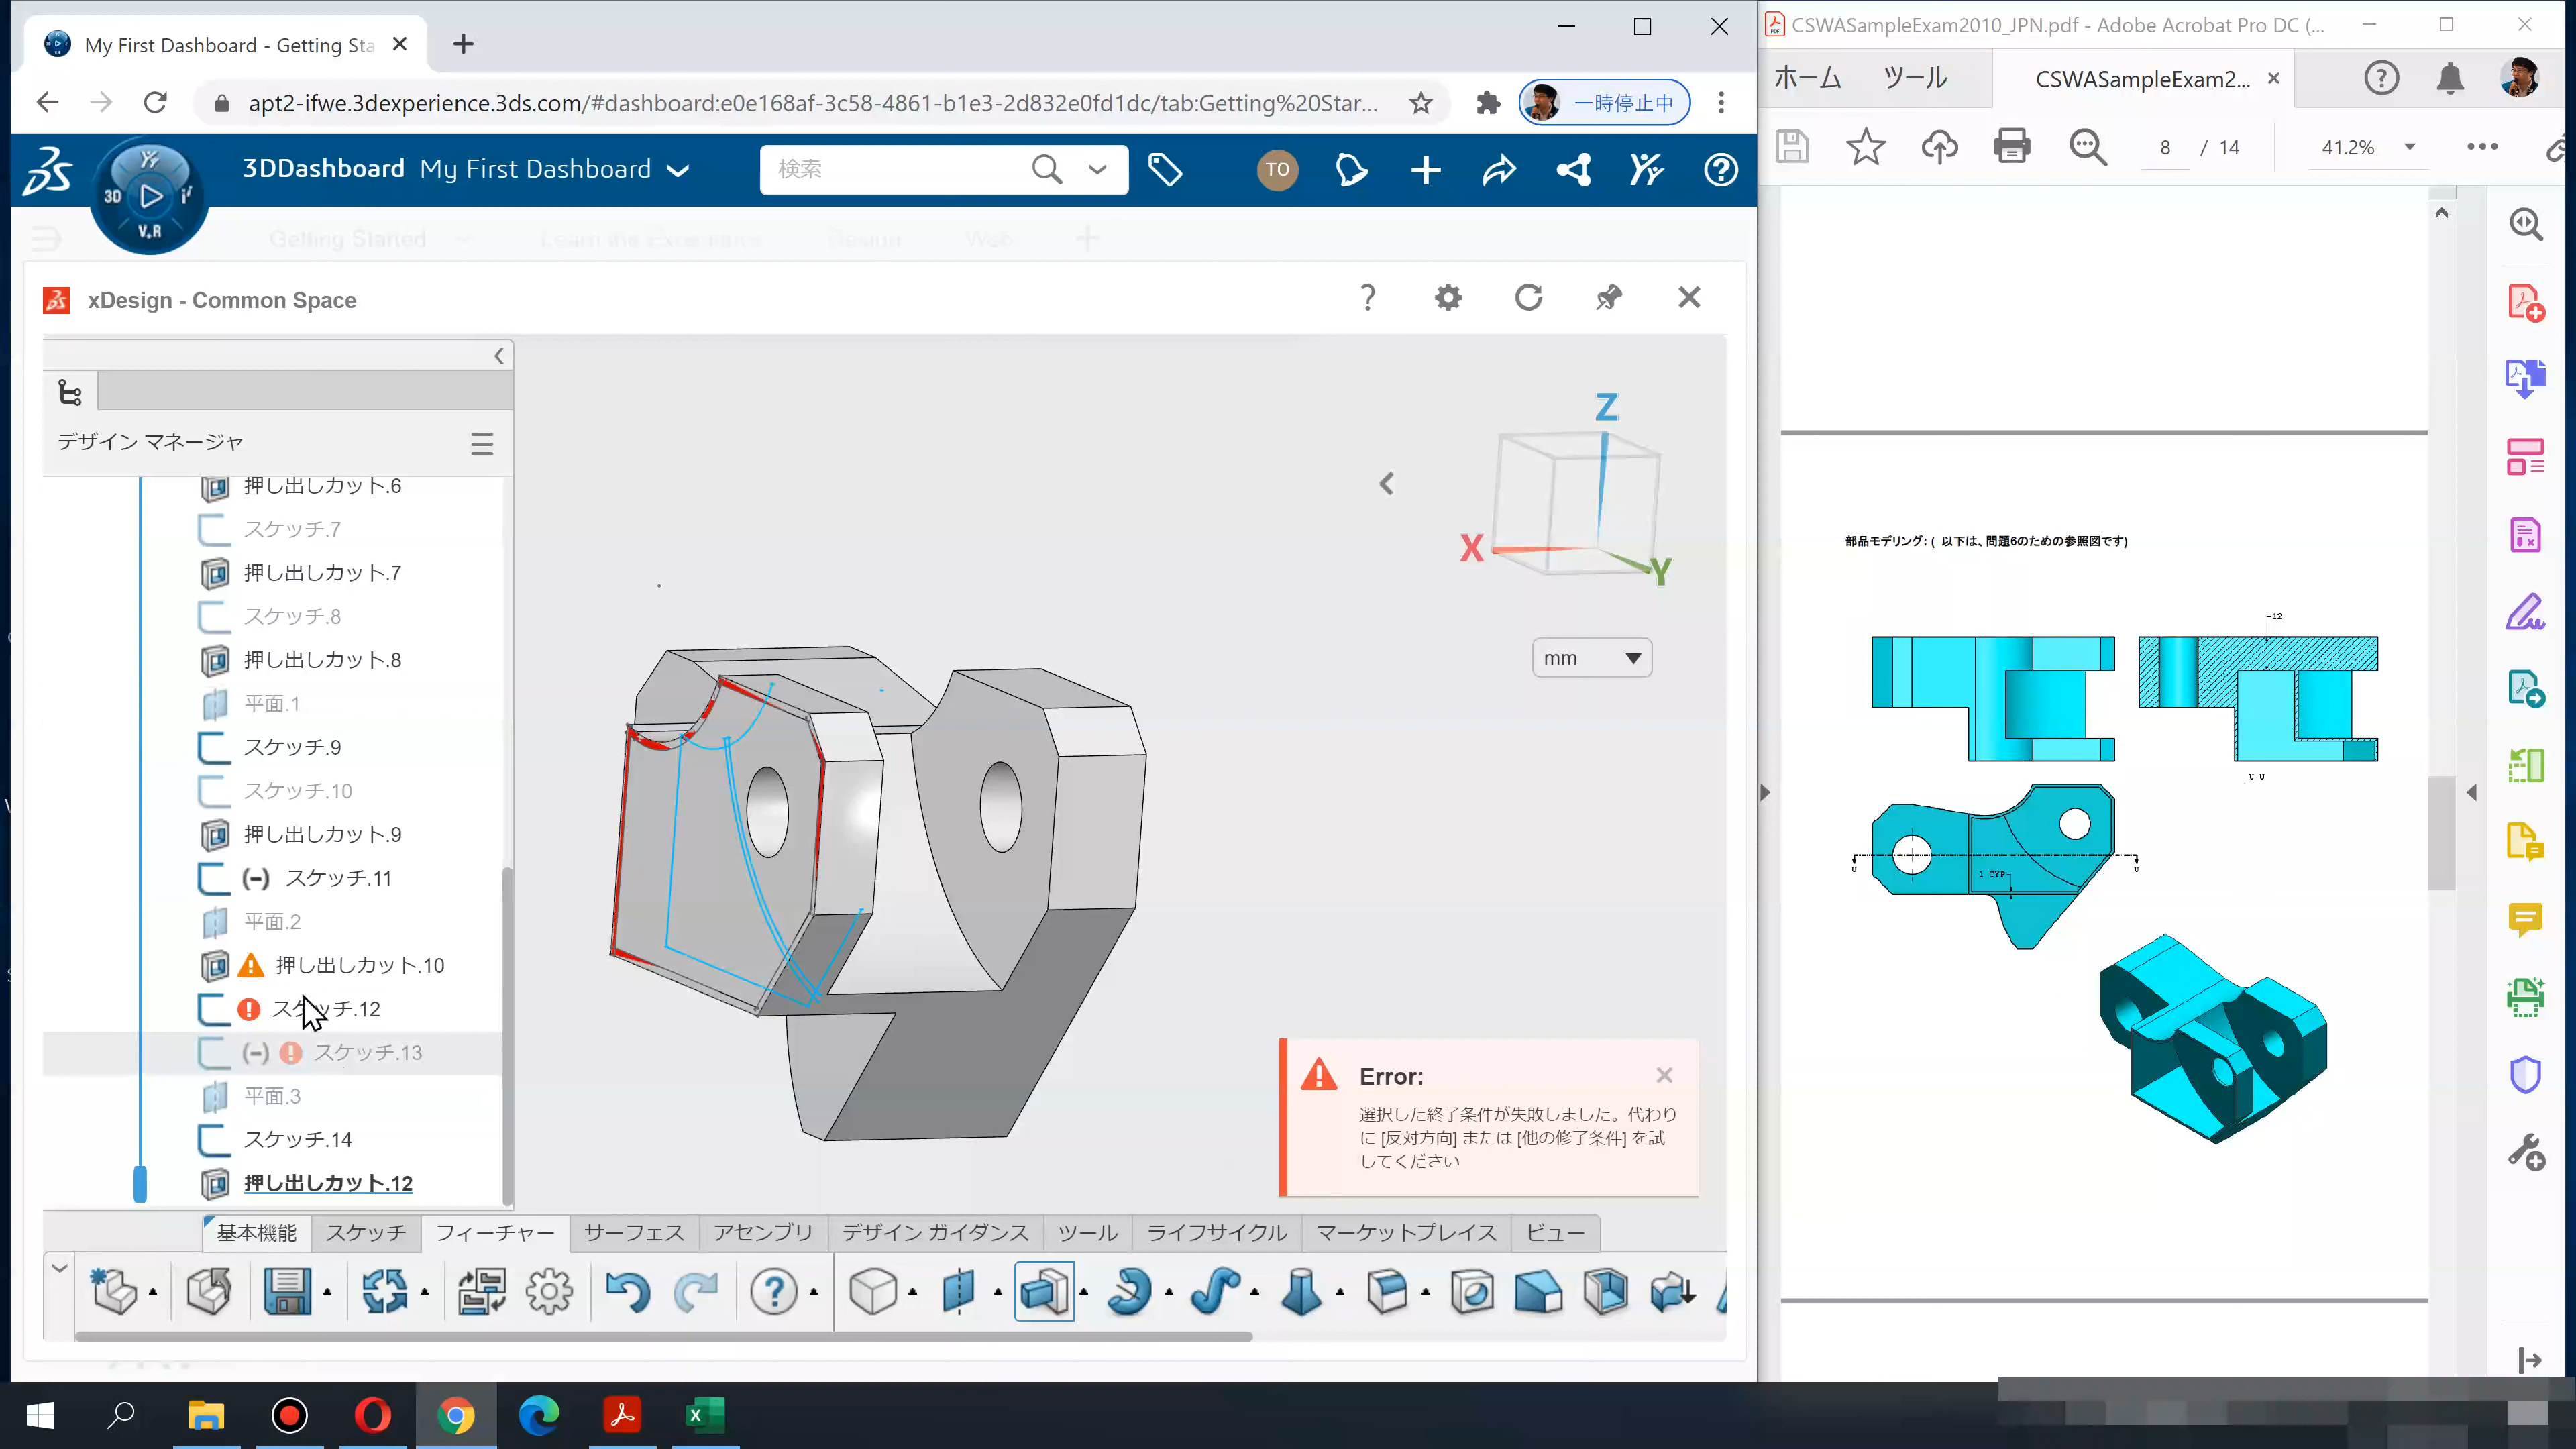 My First Dashboard - Getting Sta
apt2-ifwe.3dexperience.3ds.com/#dashboard:e0e168af-3c58-4861-b1e3-2d832e0fd1dc/tab:Getting%20Star...
一時停止中
3D
V.R
3DDashboard My First Dashboard
検索
TO
Getting Started
Learn the Experience
Design
Web
xDesign - Common Space
デザイン マネージャ
押し出しカット.6
スケッチ.7
押し出しカット.7
スケッチ.8
押し出しカット.8
平面.1
スケッチ.9
スケッチ.10
押し出しカット.9
(-) スケッチ.11
平面.2
押し出しカット.10
スケッチ.12
(-) スケッチ.13
平面.3
スケッチ.14
押し出しカット.12
Z
X
Y
mm
Error:
選択した終了条件が失敗しました。代わり
に [反対方向] または [他の修了条件] を試
してください
基本機能
スケッチ
フィーチャー
サーフェス
アセンブリ
デザイン ガイダンス
ツール
ライフサイクル
マーケットプレイス
ビュー
CSWASampleExam2010_JPN.pdf - Adobe Acrobat Pro DC (...
ホーム
ツール
CSWASampleExam2...
8 / 14
41.2%
部品モデリング: ( 以下は、問題6のための参照図です)
12
U-U
1 TYP
U
U